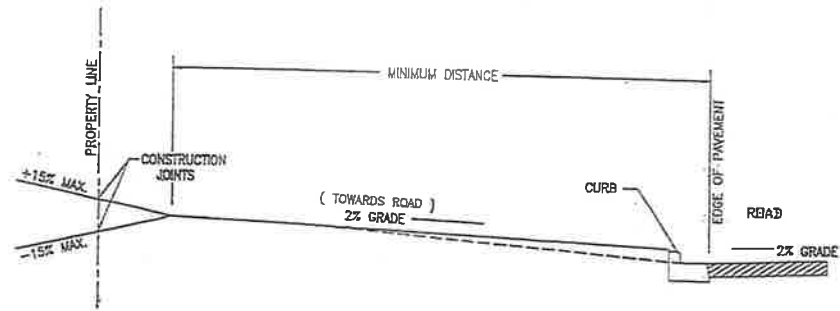 MINIMUM DISTANCE
PROPERTY LINE
EDGE OF PAVEMENT
CONSTRUCTION
JOINTS
+15% MAX.
-15% MAX.
( TOWARDS ROAD )
2% GRADE
CURB
ROAD
2% GRADE